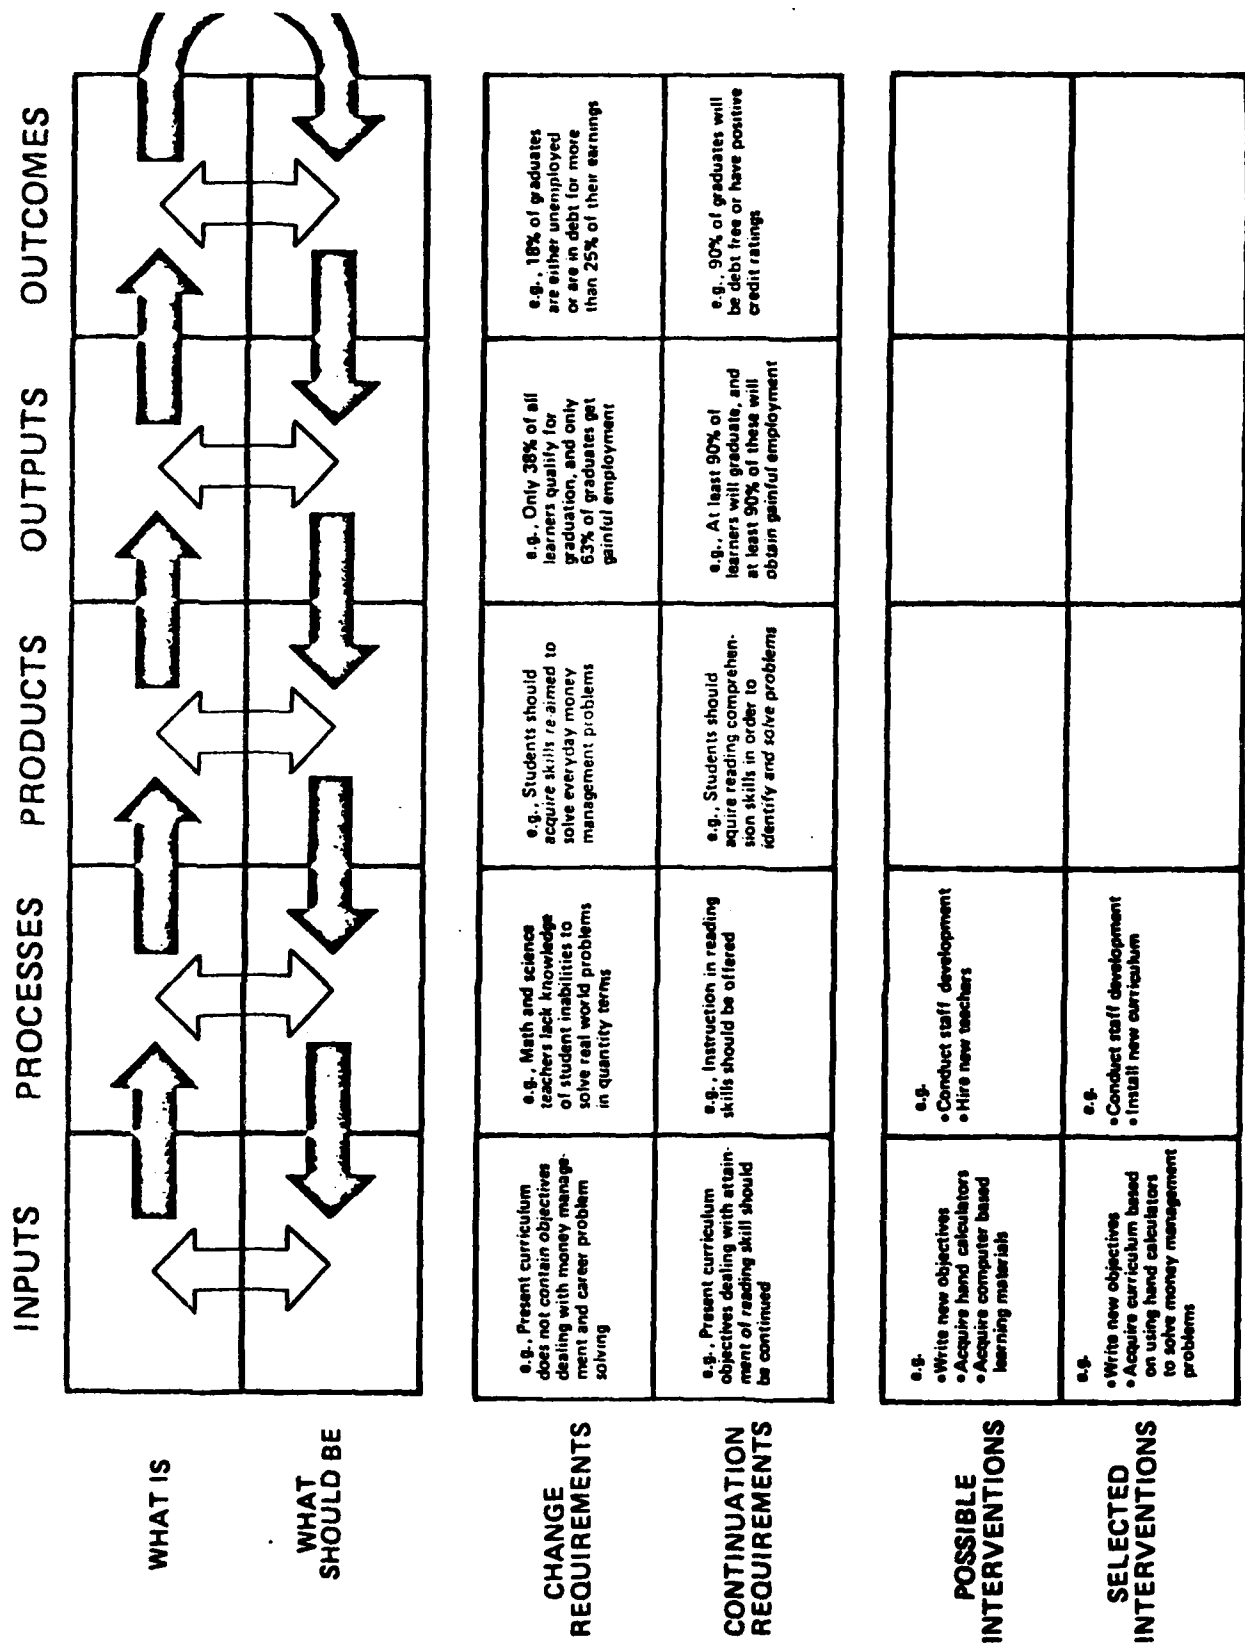 INPUTS
PROCESSES
PRODUCTS
OUTPUTS
OUTCOMES
WHAT IS
WHAT
SHOULD BE
CHANGE
REQUIREMENTS
e.g., Present curriculum
does not contain objectives
dealing with money manage-
ment and career problem
solving
e.g., Math and science
teachers lack knowledge
of student inabilities to
solve real world problems
in quantity terms
e.g., Students should
acquire skills re-aimed to
solve everyday money
management problems
e.g., Only 38% of all
learners qualify for
graduation, and only
63% of graduates get
gainful employment
e.g., 18% of graduates
are either unemployed
or are in debt for more
than 25% of their earnings
CONTINUATION
REQUIREMENTS
e.g., Present curriculum
objectives dealing with attain-
ment of reading skill should
be continued
e.g., Instruction in reading
skills should be offered
e.g., Students should
aquire reading comprehen-
sion skills in order to
identify and solve problems
e.g., At least 90% of
learners will graduate, and
at least 90% of these will
obtain gainful employment
e.g., 90% of graduates will
be debt free or have positive
credit ratings
POSSIBLE
INTERVENTIONS
e.g.
• Write new objectives
• Acquire hand calculators
• Acquire computer based
learning materials
e.g.
• Conduct staff development
• Hire new teachers
SELECTED
INTERVENTIONS
e.g.
• Write new objectives
• Acquire curriculum based
on using hand calculators
to solve money management
problems
e.g.
• Conduct staff development
• Install new curriculum